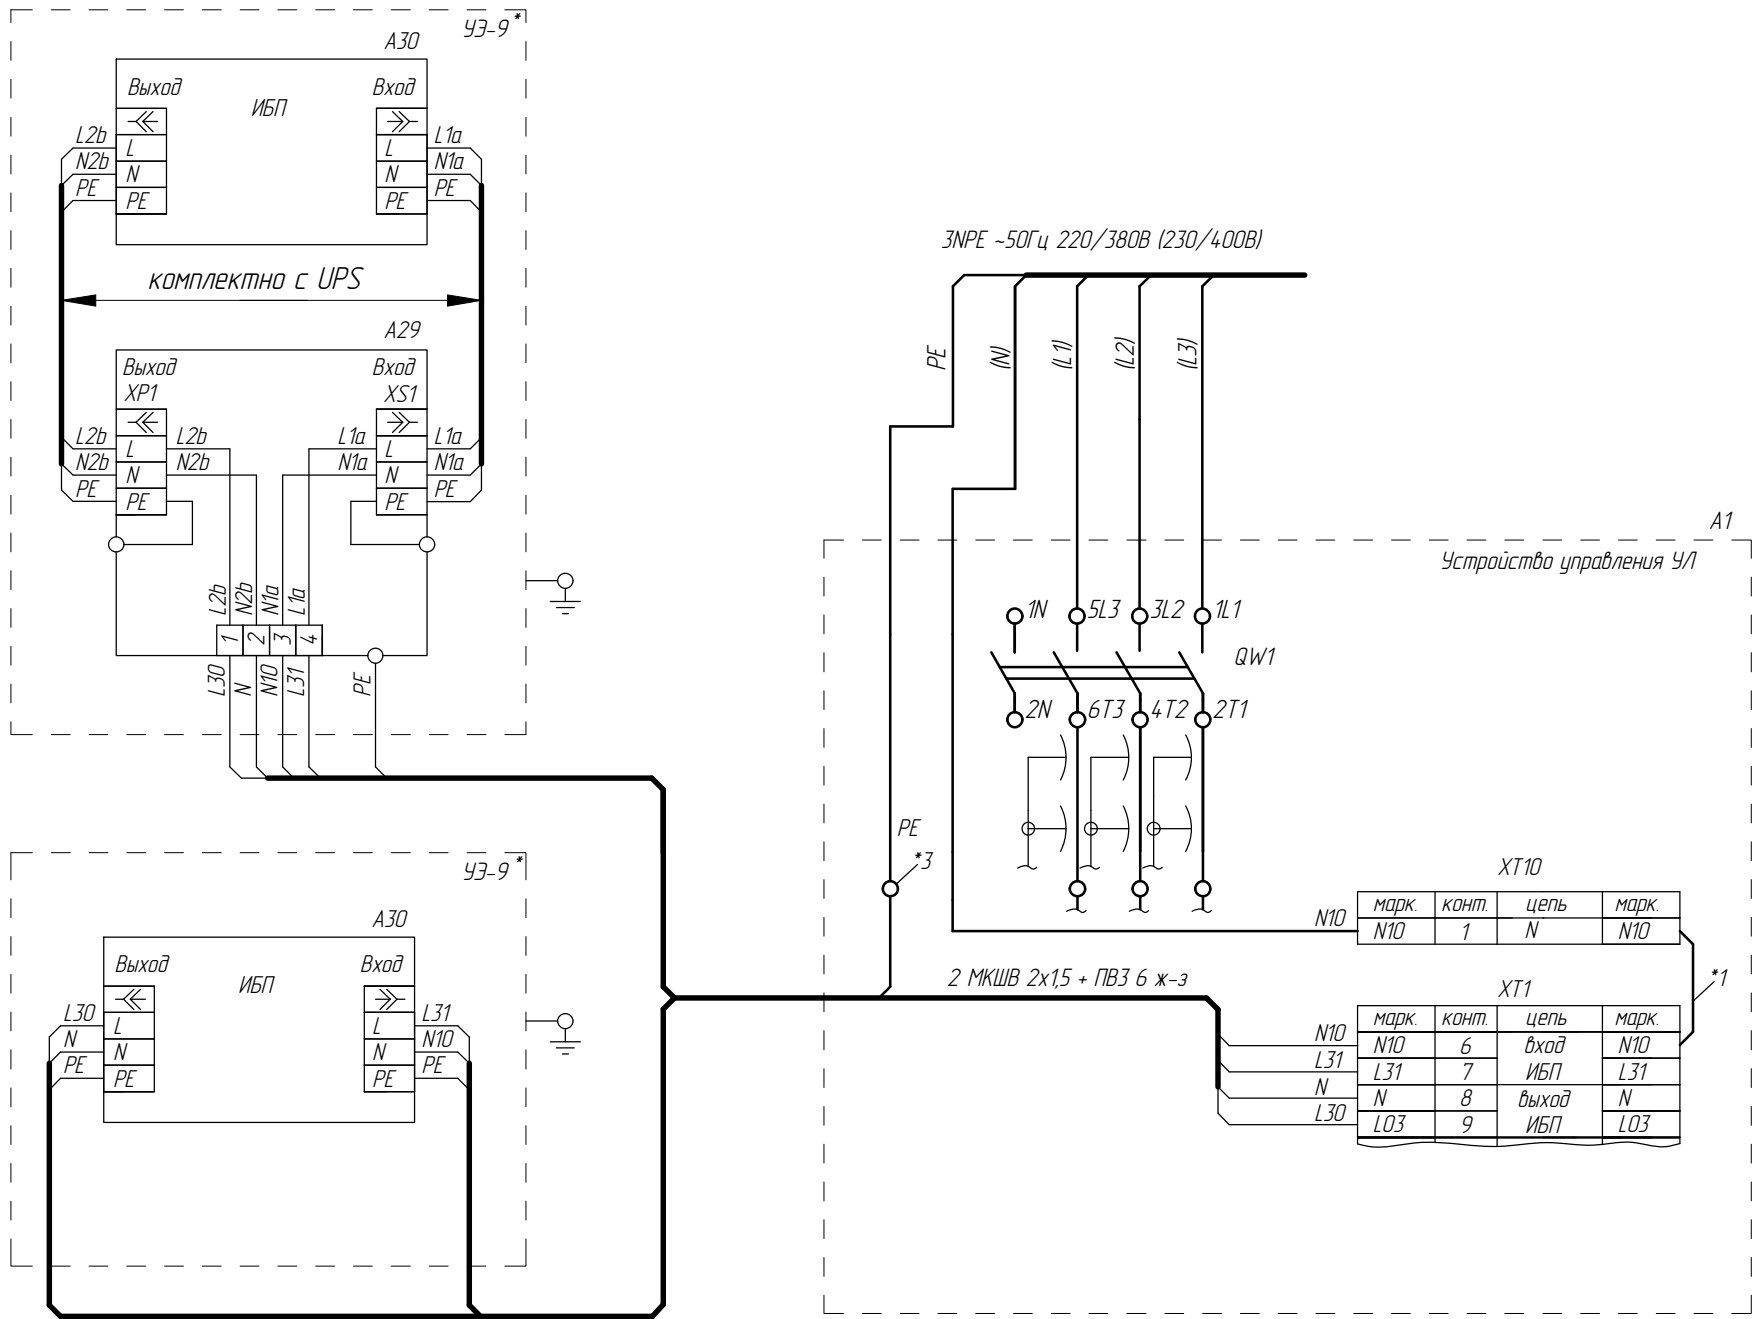 УЭ-9*
А30
Выход
ИБП
Вход
L2b
L
L
L1a
N2b
N
N
N1a
PE
PE
PE
PE
комплектно с UPS
А29
Выход
Вход
XP1
XS1
L2b
L
L2b
L1a
L
L1a
N2b
N
N2b
N1a
N
N1a
PE
PE
PE
PE
L2b
N2b
N1a
L1a
1
2
3
4
L30
N
N10
L31
PE
УЭ-9*
А30
Выход
ИБП
Вход
L30
L
L
L31
N
N
N
N10
PE
PE
PE
PE
3NPE ~50Гц 220/380В (230/400В)
PE
(N)
(L1)
(L2)
(L3)
А1
Устройство управления УЛ
1N
5L3
3L2
1L1
QW1
2N
6T3
4T2
2T1
PE
*3
XT10
марк.
конт.
цепь
марк.
N10
N10
1
N
N10
*1
2 МКШВ 2х1,5 + ПВ3 6 ж-з
XT1
марк.
конт.
цепь
марк.
N10
N10
6
вход
N10
L31
L31
7
ИБП
L31
N
N
8
выход
N
L30
L03
9
ИБП
L03